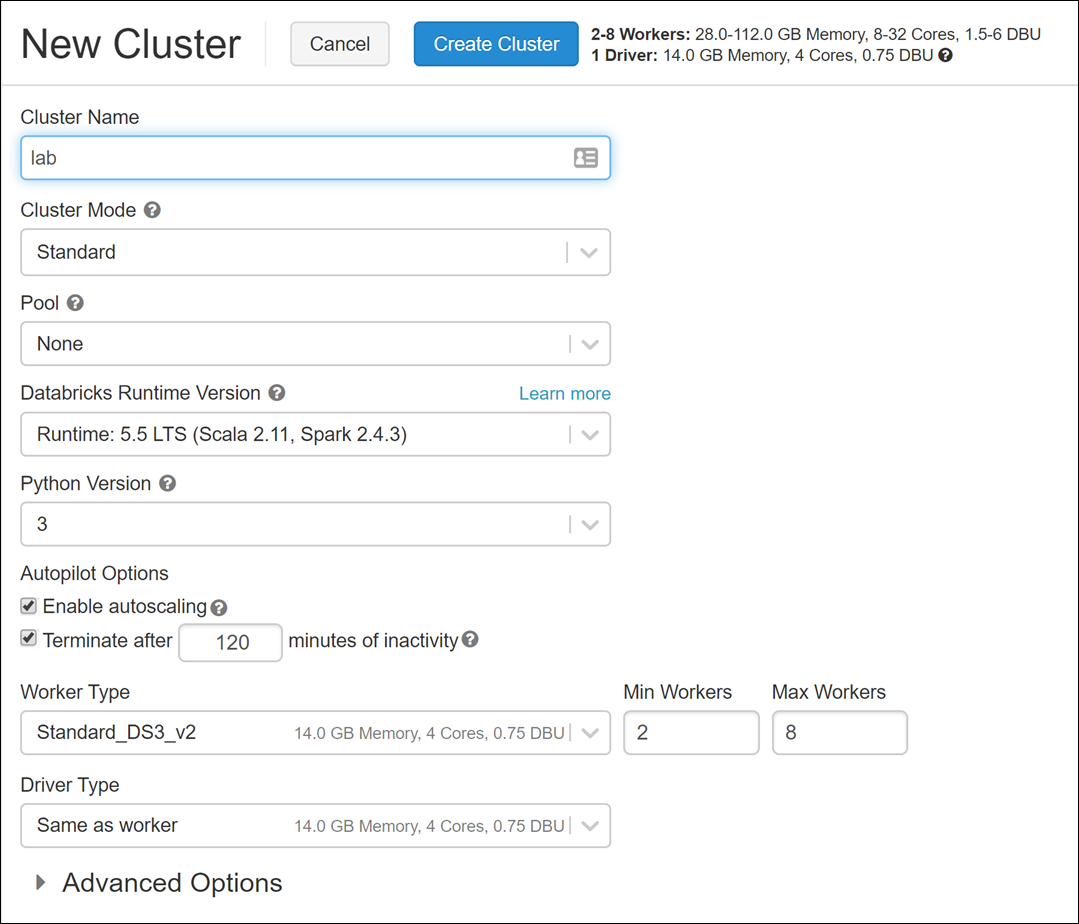 New Cluster
Cancel
Create Cluster
2-8 Workers: 28.0-112.0 GB Memory, 8-32 Cores, 1.5-6 DBU
1 Driver: 14.0 GB Memory, 4 Cores, 0.75 DBU ?
Cluster Name
lab
Cluster Mode ?
Standard
Pool ?
None
Databricks Runtime Version ? Learn more
Runtime: 5.5 LTS (Scala 2.11, Spark 2.4.3)
Python Version ?
3
Autopilot Options
Enable autoscaling ?
Terminate after 120 minutes of inactivity ?
Worker Type Min Workers Max Workers
Standard_DS3_v2 14.0 GB Memory, 4 Cores, 0.75 DBU 2 8
Driver Type
Same as worker 14.0 GB Memory, 4 Cores, 0.75 DBU
Advanced Options